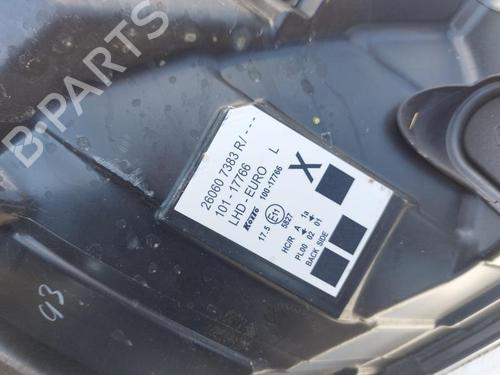 26060 7383 R/ ---
101 - 17766
LHD - EURO L
KOITO 100-17766
X
17.5 E11 5827
HC/R A 1a
PL00 02 01
BACK SIDE
93
B-PARTS